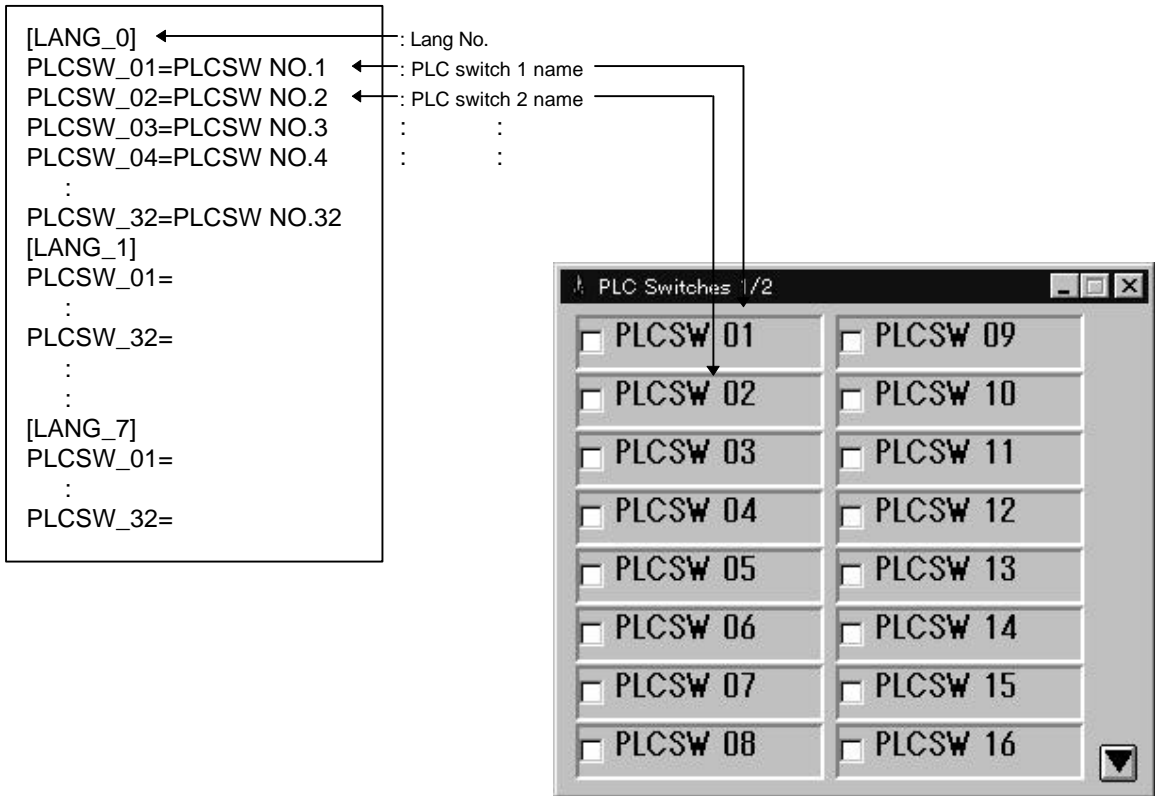 [LANG_0]
: Lang No.
PLCSW_01=PLCSW NO.1
: PLC switch 1 name
PLCSW_02=PLCSW NO.2
: PLC switch 2 name
PLCSW_03=PLCSW NO.3
: :
PLCSW_04=PLCSW NO.4
: :
:
PLCSW_32=PLCSW NO.32
[LANG_1]
PLCSW_01=
:
PLCSW_32=
:
:
[LANG_7]
PLCSW_01=
:
PLCSW_32=
PLC Switches 1/2
PLCSW 01
PLCSW 02
PLCSW 03
PLCSW 04
PLCSW 05
PLCSW 06
PLCSW 07
PLCSW 08
PLCSW 09
PLCSW 10
PLCSW 11
PLCSW 12
PLCSW 13
PLCSW 14
PLCSW 15
PLCSW 16